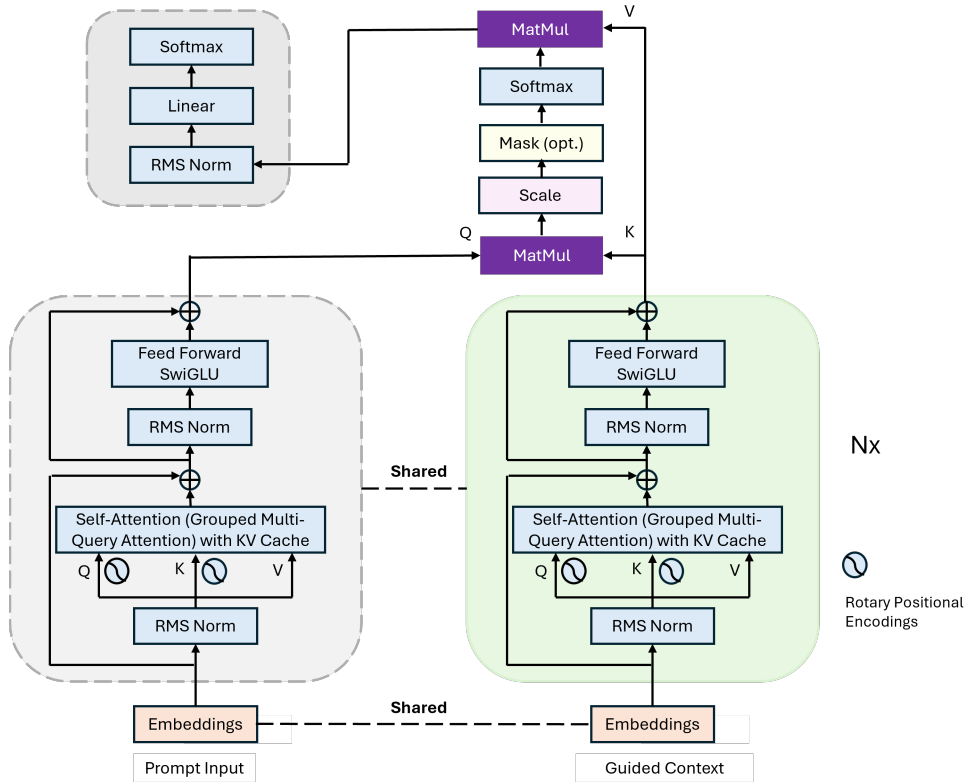 V
MatMul
Softmax
Softmax
Linear
Mask (opt.)
RMS Norm
Scale
Q
K
MatMul
Feed Forward
SwiGLU
Feed Forward
SwiGLU
RMS Norm
RMS Norm
Nx
Shared
Self-Attention (Grouped Multi-
Query Attention) with KV Cache
Self-Attention (Grouped Multi-
Query Attention) with KV Cache
Q
K
V
Q
K
V
Rotary Positional
Encodings
RMS Norm
RMS Norm
Shared
Embeddings
Embeddings
Prompt Input
Guided Context